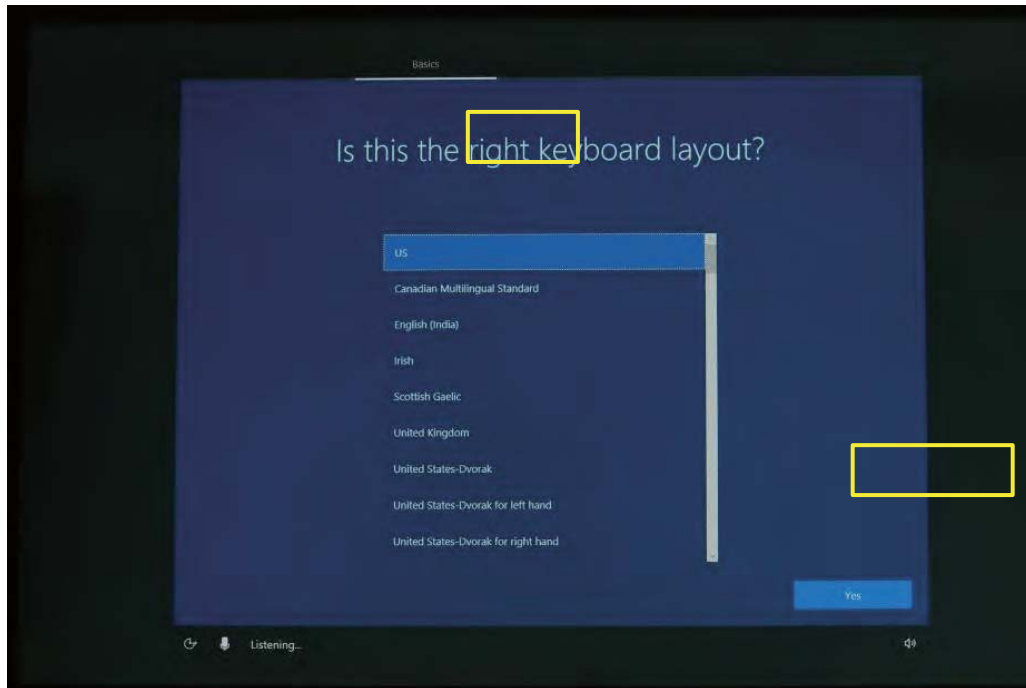 Basics
Is this the right keyboard layout?
US
Canadian Multilingual Standard
English (India)
Irish
Scottish Gaelic
United Kingdom
United States-Dvorak
United States-Dvorak for left hand
United States-Dvorak for right hand
Yes
Listening...